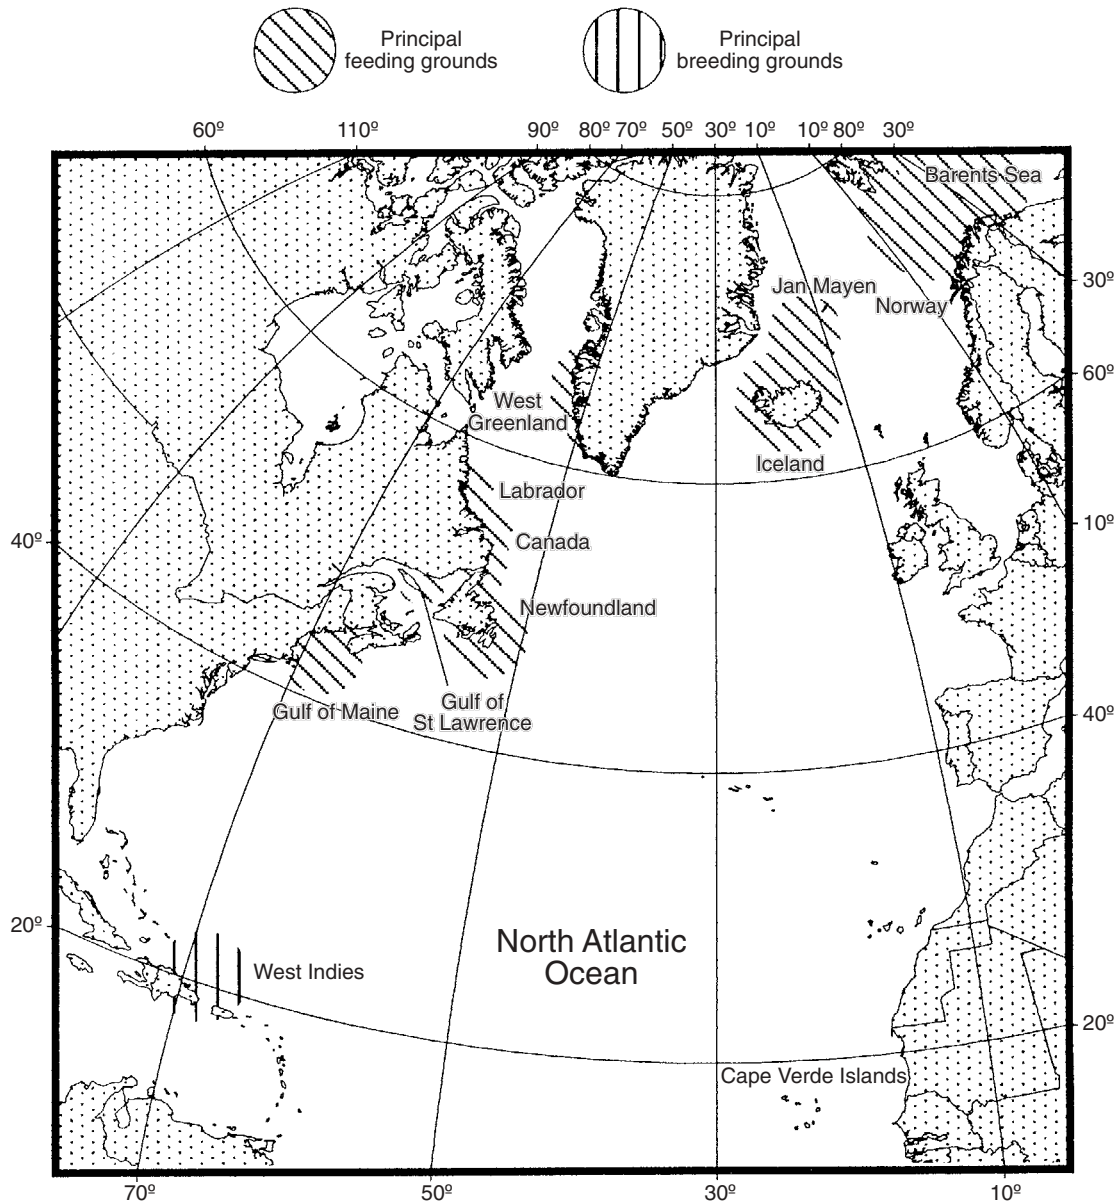 Principal
feeding grounds
Principal
breeding grounds
60º 110º 90º 80º 70º 50º 30º 10º 10º 80º 30º
Barents Sea
30º
Jan Mayen
Norway
60º
West
Greenland
Iceland
Labrador
10º
40º
Canada
Newfoundland
Gulf of Maine
Gulf of
St Lawrence
40º
20º
North Atlantic
Ocean
West Indies
20º
Cape Verde Islands
70º 50º 30º 10º